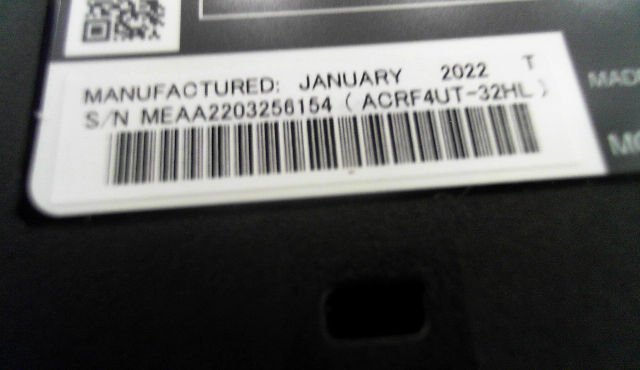 MANUFACTURED: JANUARY 2022 T
S/N MEAA2203256154 (ACRF4UT-32HL)